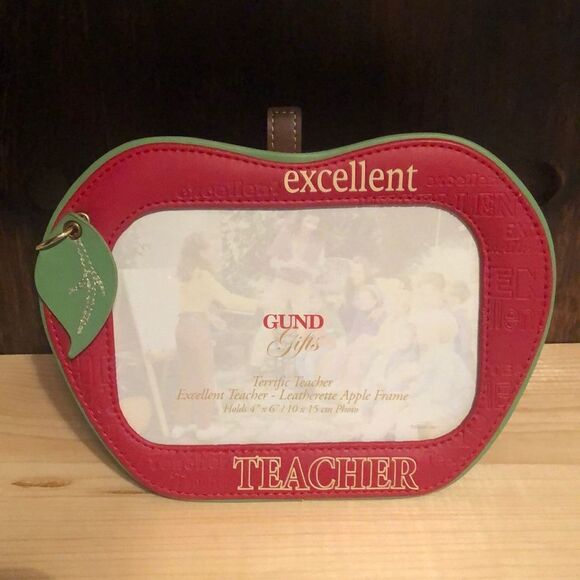 excellent
GUND
Gifts
Terrific Teacher
Excellent Teacher - Leatherette Apple Frame
Holds 4" x 6" / 10 x 15 cm Photo
TEACHER